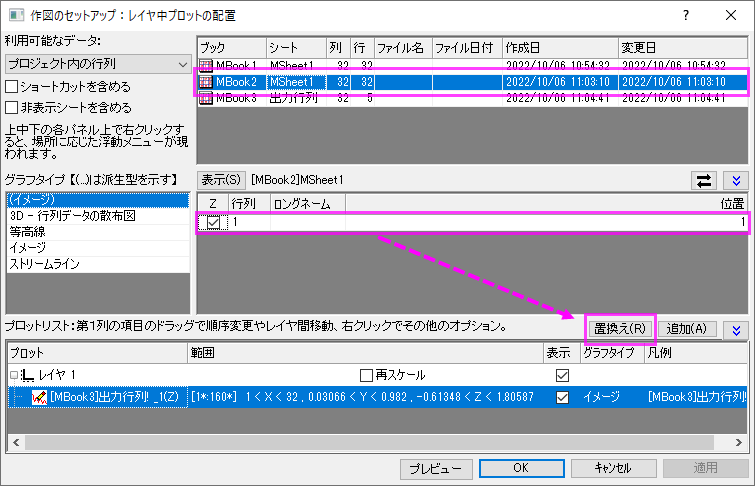 作図のセットアップ：レイヤ中プロットの配置
利用可能なデータ:
プロジェクト内の行列
ショートカットを含める
非表示シートを含める
上中下の各パネル上で右クリックす
ると、場所に応じた浮動メニューが現
われます。
ブック シート 列 行 ファイル名 ファイル日付 作成日 変更日
MBook1 MSheet1 32 32 2022/10/06 10:54:32 2022/10/06 10:54:32
MBook2 MSheet1 32 32 2022/10/06 11:03:10 2022/10/06 11:03:10
MBook3 出力行列 32 5 2022/10/06 11:04:41 2022/10/06 11:04:41
グラフタイプ【(...)は派生型を示す】
(イメージ)
3D - 行列データの散布図
等高線
イメージ
ストリームライン
表示(S) [MBook2]MSheet1
Z 行列 ロングネーム 位置
1 1
プロットリスト：第1列の項目のドラッグで順序変更やレイヤ間移動、右クリックでその他のオプション。
置換え(R) 追加(A)
プロット 範囲 表示 グラフタイプ 凡例
レイヤ 1 再スケール
[MBook3]出力行列! _1(Z) [1*:160*] 1 < X < 32 , 0.03066 < Y < 0.982 , -0.61348 < Z < 1.80587 イメージ [MBook3]出力行列!
プレビュー OK キャンセル 適用